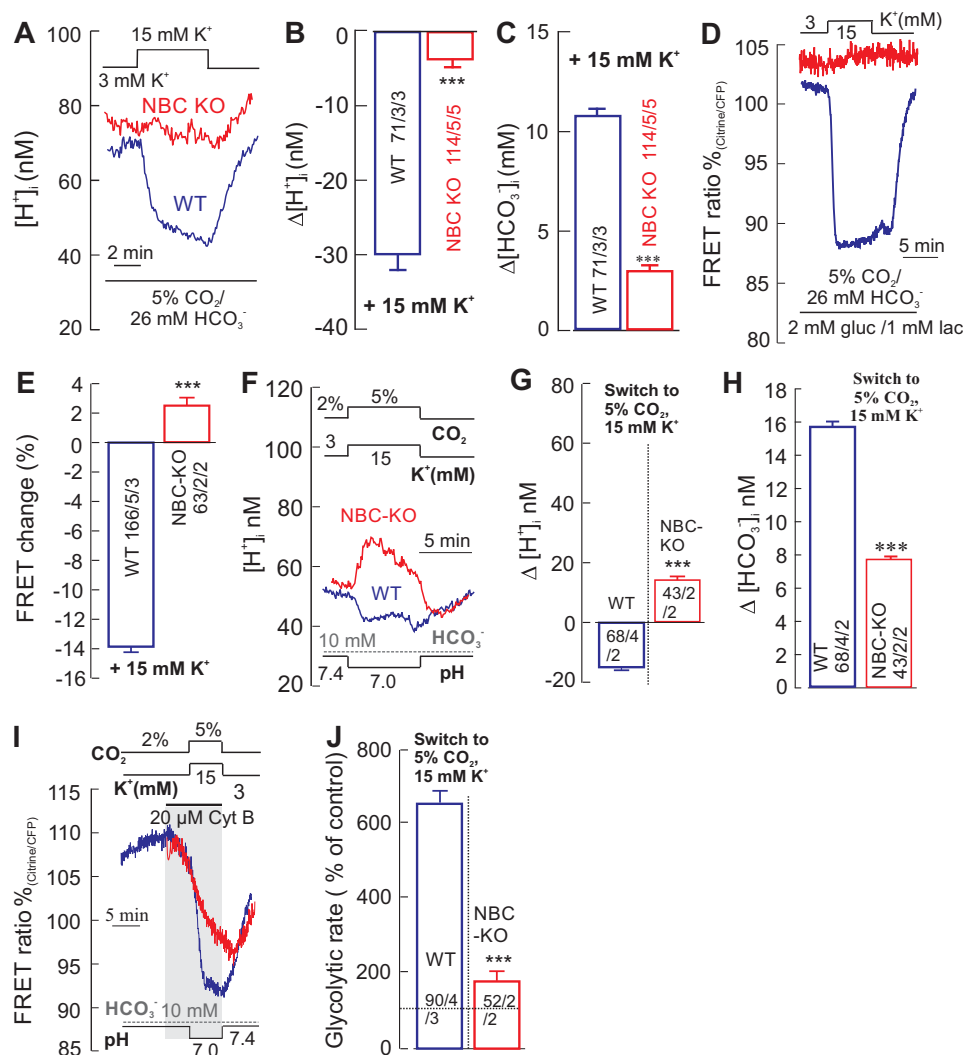 A
100
80
60
40
20
[H⁺]ᵢ (nM)
15 mM K⁺
3 mM K⁺
NBC KO
WT
2 min
5% CO₂/
26 mM HCO₃⁻
B
0
-10
-20
-30
-40
Δ[H⁺]ᵢ (nM)
WT 71/3/3
NBC KO 114/5/5
***
+ 15 mM K⁺
C
+ 15 mM K⁺
10
5
0
Δ[HCO₃⁻]ᵢ (mM)
WT 71/3/3
NBC KO 114/5/5
***
D
3
15
K⁺(mM)
105
100
95
90
85
80
FRET ratio %(Citrine/CFP)
5 min
5% CO₂/
26 mM HCO₃⁻
2 mM gluc /1 mM lac
E
4
2
0
-2
-4
-6
-8
-10
-12
-14
-16
FRET change (%)
***
WT 166/5/3
NBC-KO
63/2/2
+ 15 mM K⁺
F
120
100
80
60
40
20
[H⁺]ᵢ nM
2%
5%
CO₂
3
15
K⁺(mM)
NBC-KO
5 min
WT
10 mM
HCO₃⁻
7.4
7.0
pH
G
80
60
40
20
0
-20
Δ [H⁺]ᵢ nM
Switch to
5% CO₂,
15 mM K⁺
NBC-
KO
***
WT
43/2
/2
68/4
/2
H
Switch to
5% CO₂,
15 mM K⁺
18
16
14
12
10
8
6
4
2
0
Δ [HCO₃]ᵢ nM
***
WT
68/4/2
NBC-KO
43/2/2
I
CO₂
2%
5%
K⁺(mM)
15
3
20 µM Cyt B
115
110
105
100
95
90
85
FRET ratio %(Citrine/CFP)
5 min
HCO₃⁻
10 mM
pH
7.0
7.4
J
800
600
400
200
0
Glycolytic rate ( % of control)
Switch to
5% CO₂,
15 mM K⁺
WT
NBC
-KO
***
90/4
/3
52/2
/2